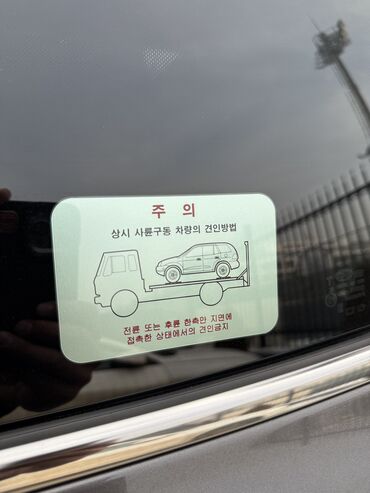 주 의
상시 사륜구동 차량의 견인방법
전륜 또는 후륜 한측만 지면에
접촉한 상태에서의 견인금지